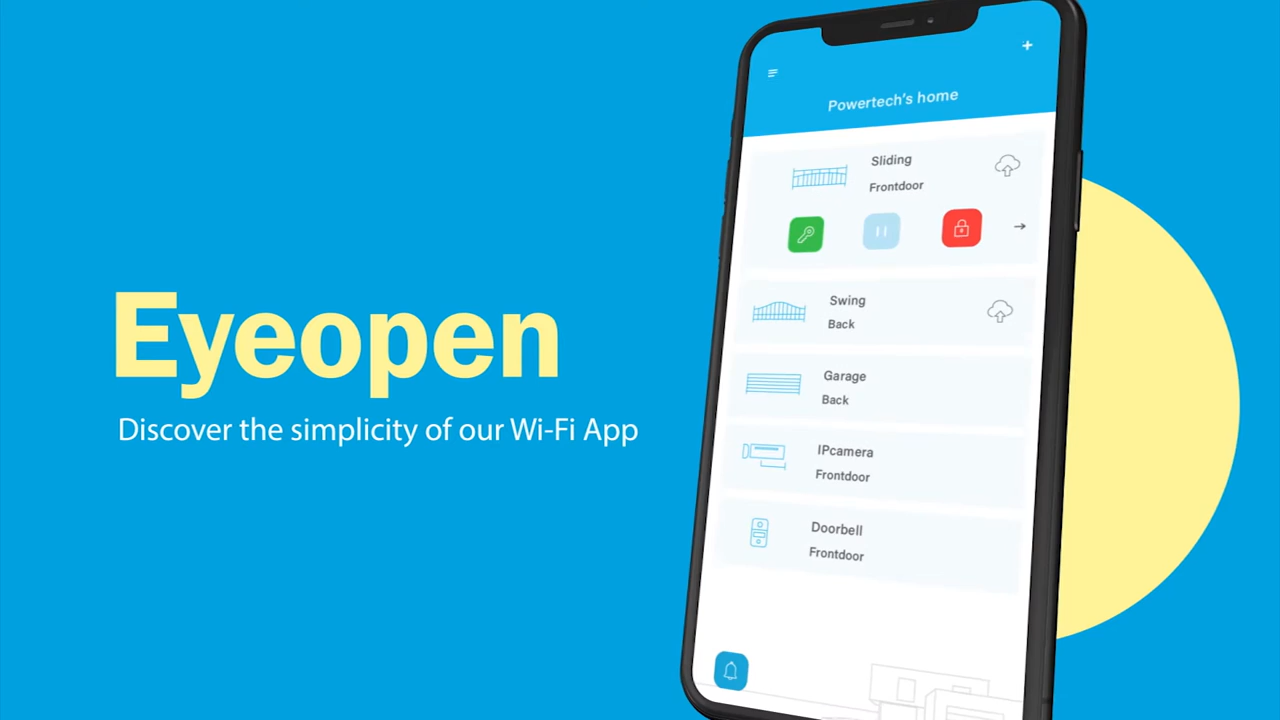 Eyeopen
Discover the simplicity of our Wi-Fi App
Powertech's home
Sliding
Frontdoor
Swing
Back
Garage
Back
IPcamera
Frontdoor
Doorbell
Frontdoor